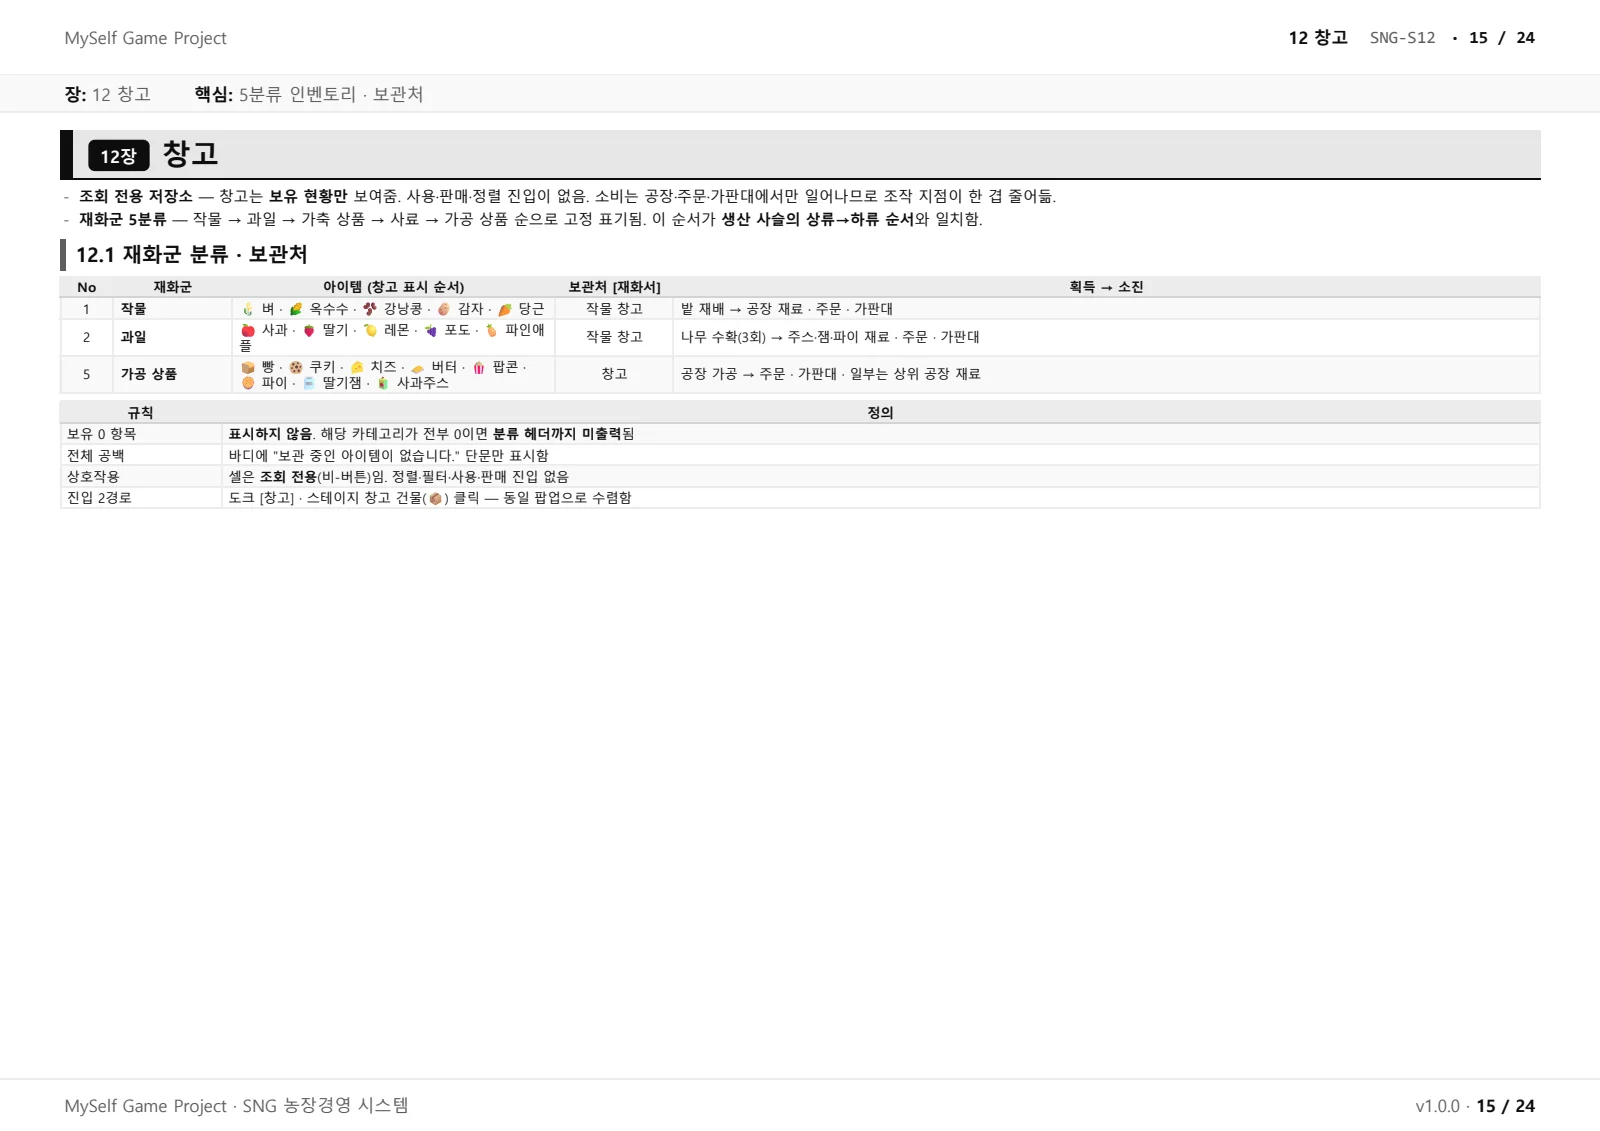 MySelf Game Project
12 창고 SNG-S12 · 15 / 24
장: 12 창고 핵심: 5분류 인벤토리 · 보관처
12장 창고
- 조회 전용 저장소 — 창고는 보유 현황만 보여줌. 사용·판매·정렬 진입이 없음. 소비는 공장·주문·가판대에서만 일어나므로 조작 지점이 한 겹 줄어듦.
- 재화군 5분류 — 작물 → 과일 → 가축 상품 → 사료 → 가공 상품 순으로 고정 표기됨. 이 순서가 생산 사슬의 상류→하류 순서와 일치함.
12.1 재화군 분류 · 보관처
No 재화군 아이템 (창고 표시 순서) 보관처 [재화서] 획득 → 소진
1 작물 벼 · 옥수수 · 강낭콩 · 감자 · 당근 작물 창고 밭 재배 → 공장 재료 · 주문 · 가판대
2 과일 사과 · 딸기 · 레몬 · 포도 · 파인애
플 작물 창고 나무 수확(3회) → 주스·잼·파이 재료 · 주문 · 가판대
5 가공 상품 빵 · 쿠키 · 치즈 · 버터 · 팝콘 ·
파이 · 딸기잼 · 사과주스 창고 공장 가공 → 주문 · 가판대 · 일부는 상위 공장 재료
규칙 정의
보유 0 항목 표시하지 않음. 해당 카테고리가 전부 0이면 분류 헤더까지 미출력됨
전체 공백 바디에 "보관 중인 아이템이 없습니다." 단문만 표시함
상호작용 셀은 조회 전용(비-버튼)임. 정렬·필터·사용·판매 진입 없음
진입 2경로 도크 [창고] · 스테이지 창고 건물( ) 클릭 — 동일 팝업으로 수렴함
MySelf Game Project · SNG 농장경영 시스템
v1.0.0 · 15 / 24